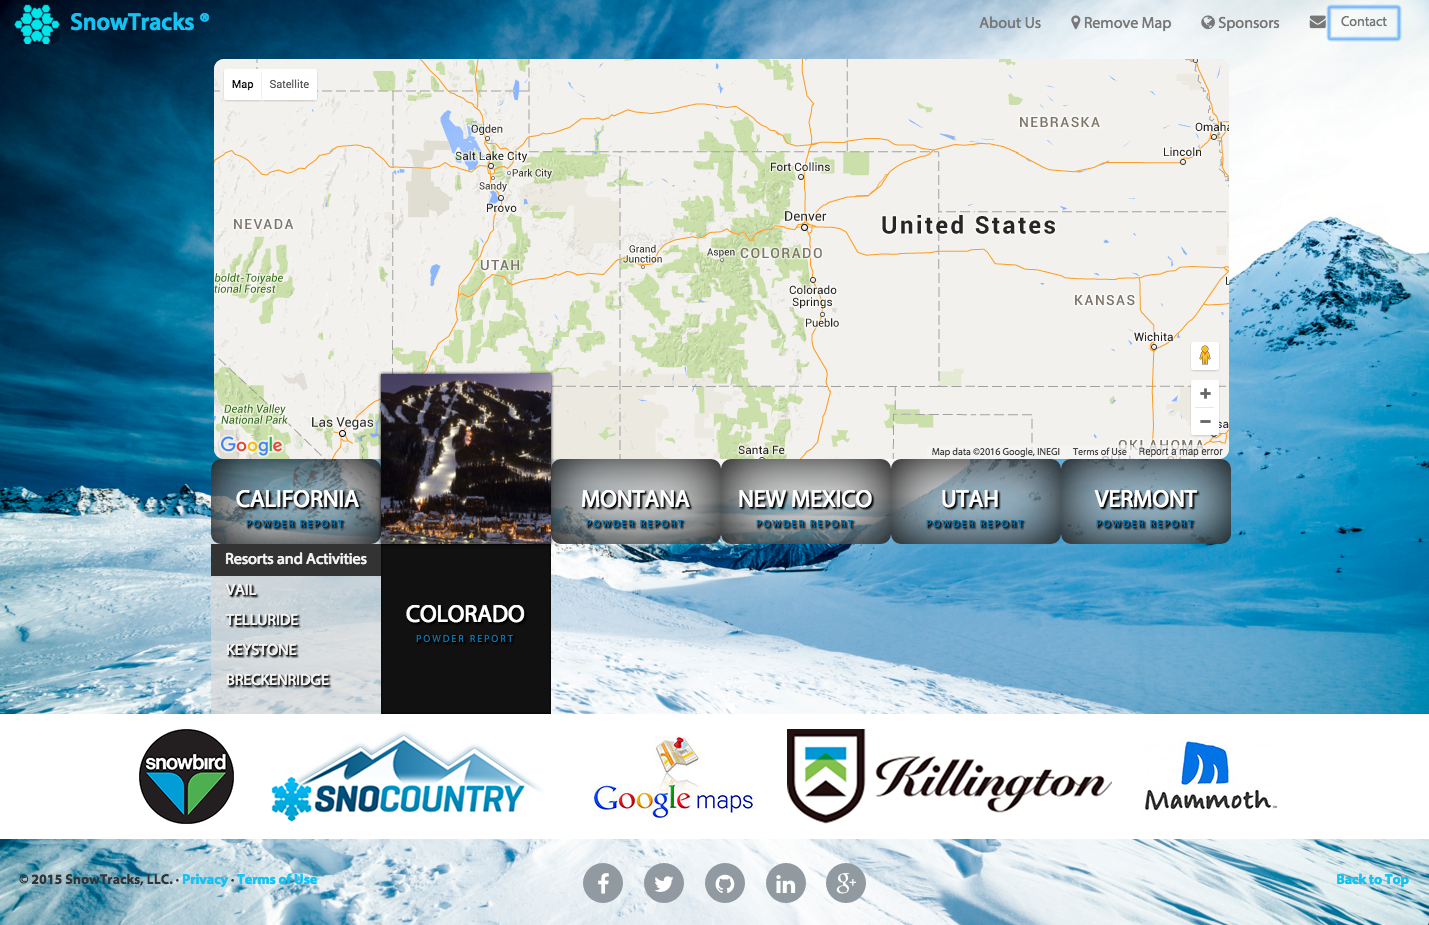 SnowTracks ®
About Us
Remove Map
Sponsors
Contact
Map
Satellite
Ogden
Salt Lake City
Park City
Sandy
Provo
NEVADA
UTAH
boldt-Toiyabe
tional Forest
Grand
Junction
Aspen
COLORADO
Fort Collins
Denver
Colorado
Springs
Pueblo
United States
NEBRASKA
Omaha
Lincoln
KANSAS
Wichita
Death Valley
National Park
Las Vegas
Santa Fe
OKLAHOMA
Google
Map data ©2016 Google, INEGI
Terms of Use
Report a map error
CALIFORNIA
POWDER REPORT
MONTANA
POWDER REPORT
NEW MEXICO
POWDER REPORT
UTAH
POWDER REPORT
VERMONT
POWDER REPORT
Resorts and Activities
VAIL
TELLURIDE
KEYSTONE
BRECKENRIDGE
COLORADO
POWDER REPORT
snowbird
SNOCOUNTRY
Google maps
Killington
MAMMOTH
© 2015 SnowTracks, LLC. · Privacy · Terms of Use
Back to Top